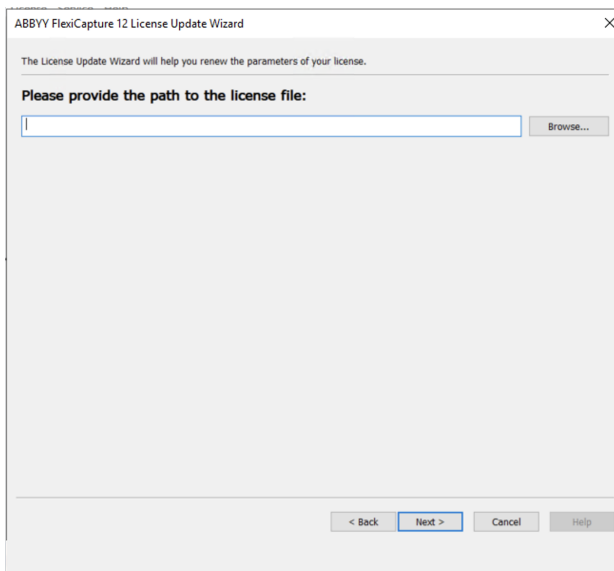 ABBYY FlexiCapture 12 License Update Wizard
The License Update Wizard will help you renew the parameters of your license.
Please provide the path to the license file:
Browse...
< Back Next > Cancel Help